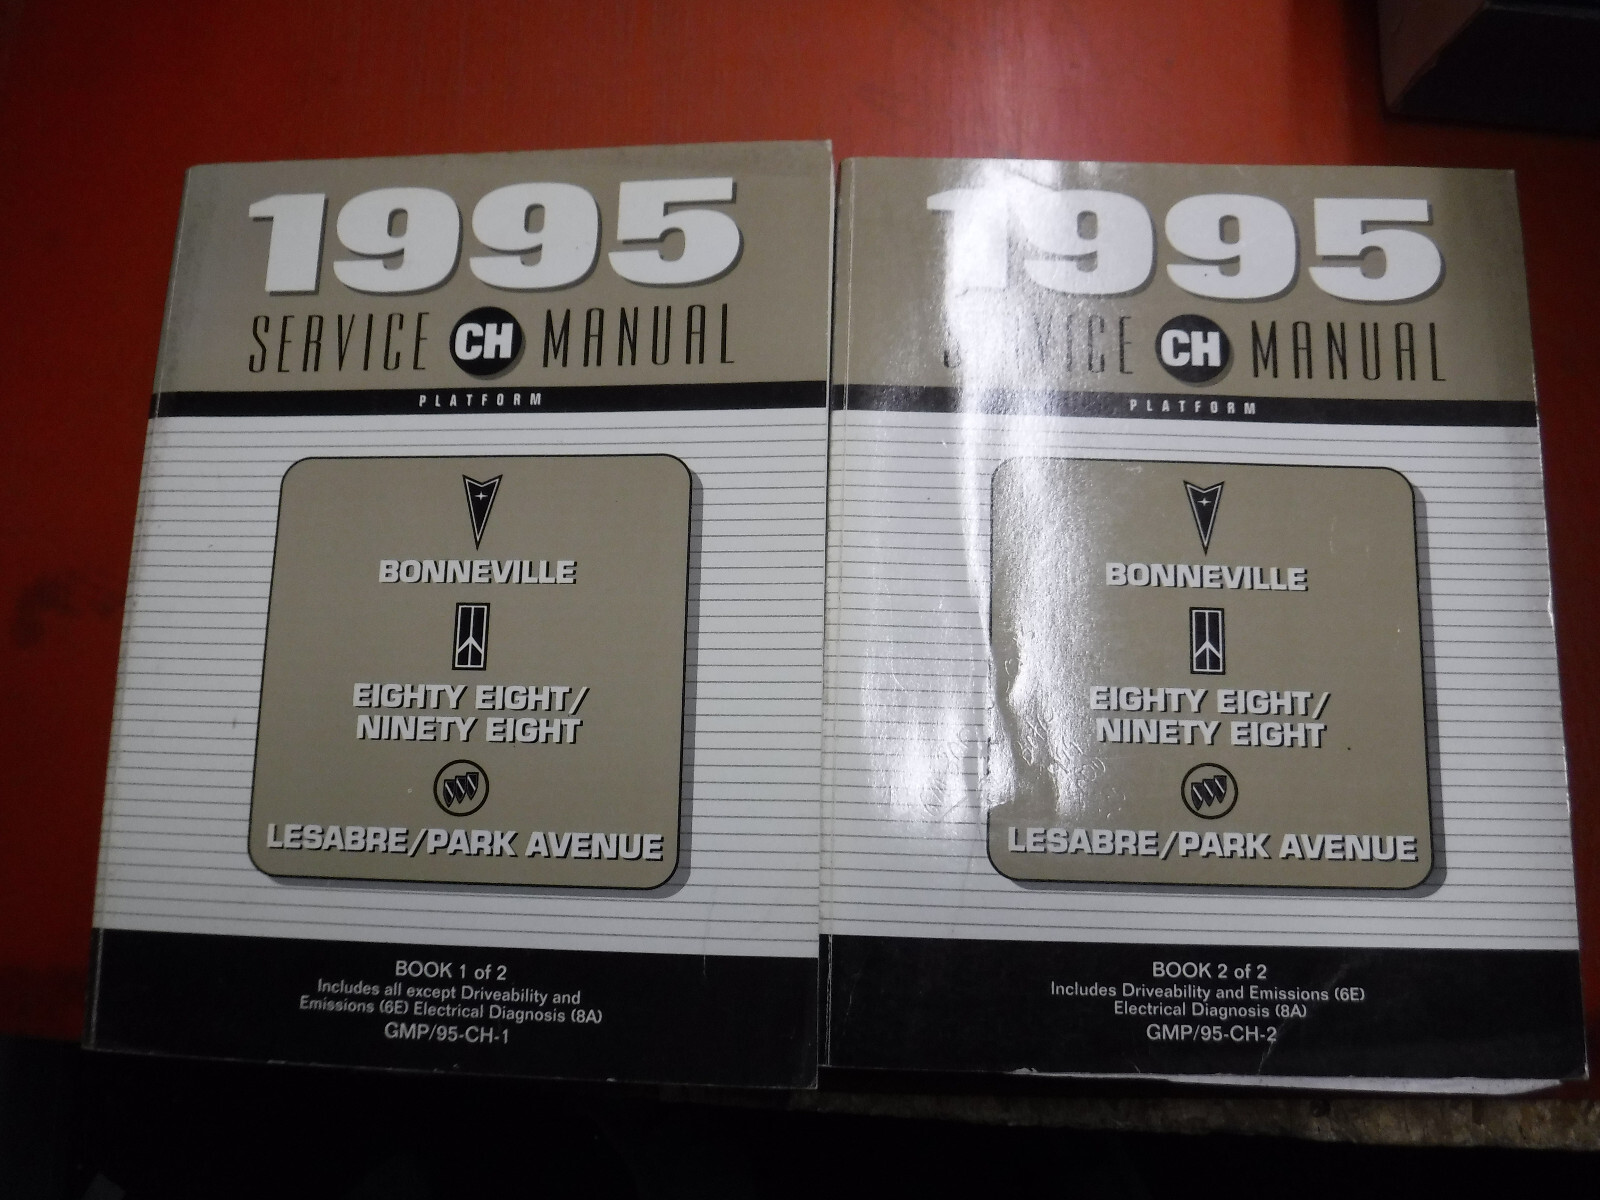 1995
SERVICE CH MANUAL
PLATFORM
BONNEVILLE
EIGHTY EIGHT/
NINETY EIGHT
LESABRE/PARK AVENUE
BOOK 1 of 2
Includes all except Driveability and
Emissions (6E) Electrical Diagnosis (8A)
GMP/95-CH-1
1995
SERVICE CH MANUAL
PLATFORM
BONNEVILLE
EIGHTY EIGHT/
NINETY EIGHT
LESABRE/PARK AVENUE
BOOK 2 of 2
Includes Driveability and Emissions (6E)
Electrical Diagnosis (8A)
GMP/95-CH-2